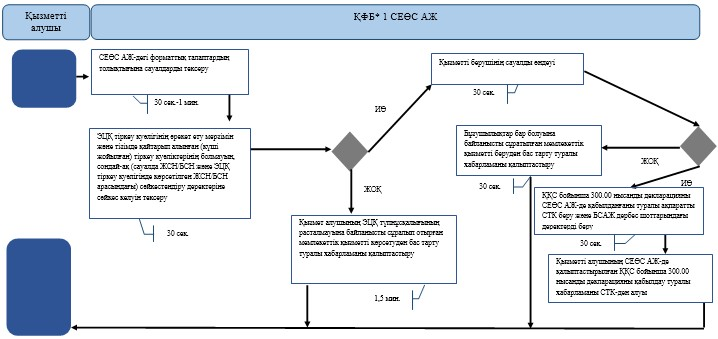 Қызметті
алушы
ҚФБ* 1 СЕӨС АЖ
СЕӨС АЖ-дегі форматтық талаптардың
толықтығына сауалдарды тексеру
30 сек.-1 мин.
ИӘ
Қызметті берушінің сауалды өңдеуі
30 сек.
ЭЦҚ тіркеу куәлігінің әрекет ету мерзімін
және тізімде қайтарып алынған (күші
жойылған) тіркеу куәліктерінің болмауын,
сондай-ақ (сауалда ЖСН/БСН және ЭЦҚ
тіркеу куәлігінде көрсетілген ЖСН/БСН
арасындағы) сәйкестендіру деректеріне
сәйкес келуін тексеру
30 сек.
ЖОҚ
Қызмет алушының ЭЦҚ түпнұсқалығының
расталмауына байланысты сұралып отырған
мемлекеттік қызметті көрсетуден бас тарту
туралы хабарламаны қалыптастыру
1,5 мин.
Бұзушылықтар бар болуына
байланысты сұратылған мемлекеттік
қызметті беруден бас тарту туралы
хабарламаны қалыптастыру
30 сек.
ЖОҚ
ИӘ
ҚҚС бойынша 300.00 нысанды декларацияны
СЕӨС АЖ-де қабылданғаны туралы ақпаратты
СТК беру және БСАЖ дербес шоттарындағы
деректерді беру
30 сек.
Қызметті алушының СЕӨС АЖ-де
қалыптастырылған ҚҚС бойынша 300.00
нысанды декларацияны қабылдау туралы
хабарламаны СТК-ден алуы